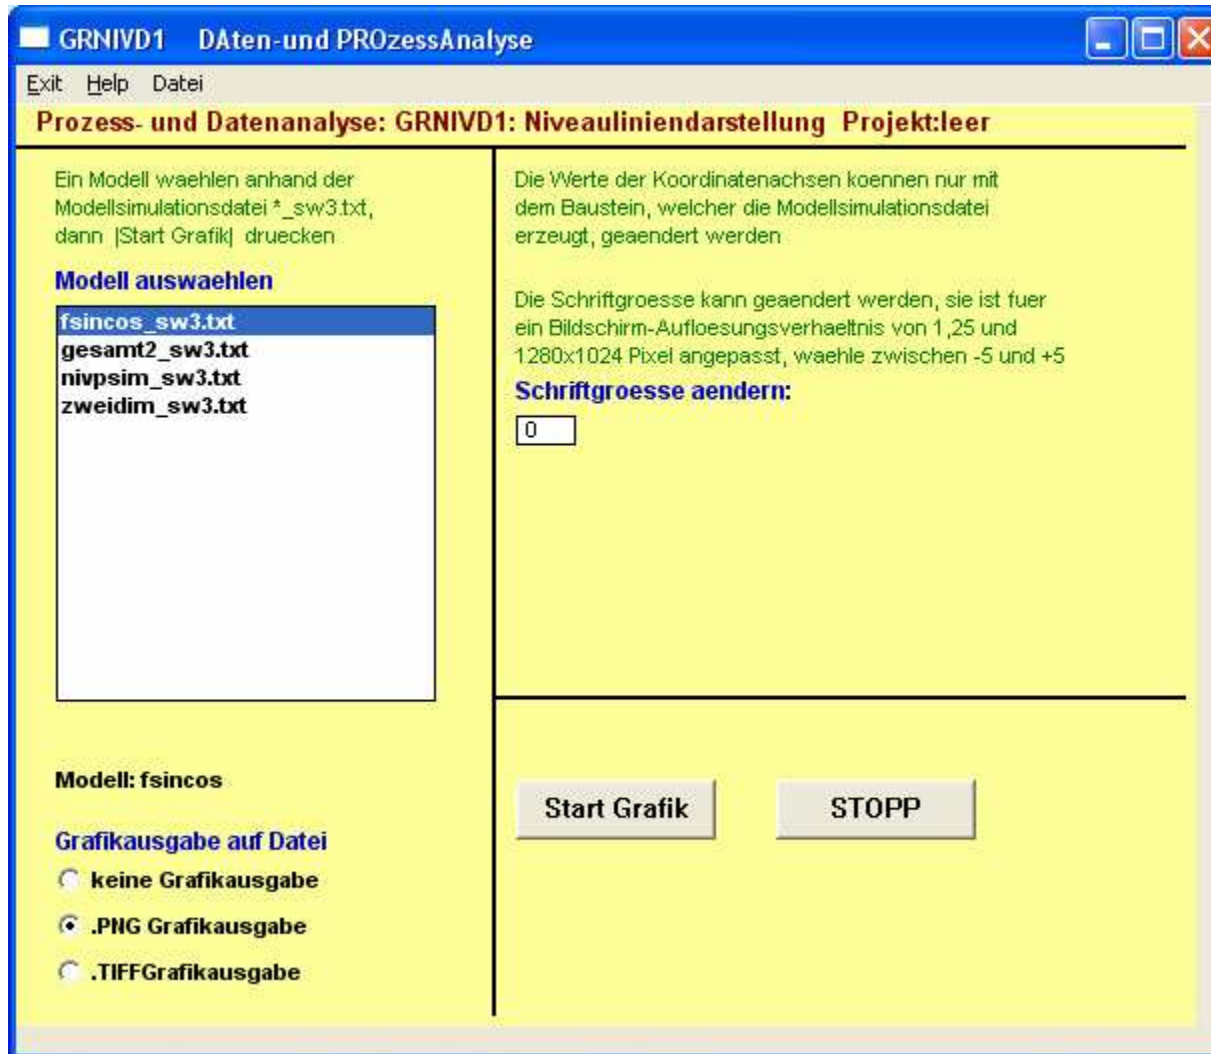 GRNIVD1 DAten-und PROzessAnalyse
Exit Help Datei
Prozess- und Datenanalyse: GRNIVD1: Niveauliniendarstellung Projekt:leer
Ein Modell waehlen anhand der
Modellsimulationsdatei *_sw3.txt,
dann |Start Grafik| druecken
Modell auswaehlen
fsincos_sw3.txt
gesamt2_sw3.txt
nivpsim_sw3.txt
zweidim_sw3.txt
Modell: fsincos
Grafikausgabe auf Datei
keine Grafikausgabe
.PNG Grafikausgabe
.TIFFGrafikausgabe
Die Werte der Koordinatenachsen koennen nur mit
dem Baustein, welcher die Modellsimulationsdatei
erzeugt, geaendert werden
Die Schriftgroesse kann geaendert werden, sie ist fuer
ein Bildschirm-Aufloesungsverhaeltnis von 1,25 und
1280x1024 Pixel angepasst, waehle zwischen -5 und +5
Schriftgroesse aendern:
0
Start Grafik STOPP